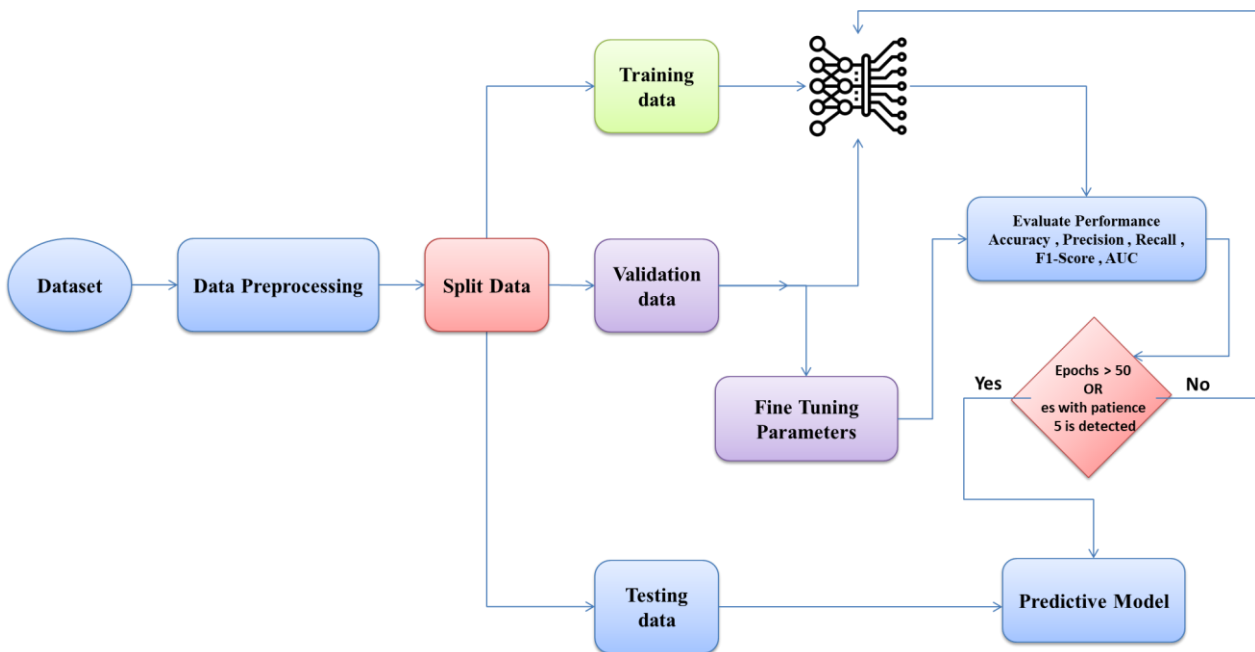 Training
data
Evaluate Performance
Accuracy , Precision , Recall ,
F1-Score , AUC
Dataset
Data Preprocessing
Split Data
Validation
data
Fine Tuning
Parameters
Yes
Epochs > 50
OR
es with patience
5 is detected
No
Testing
data
Predictive Model